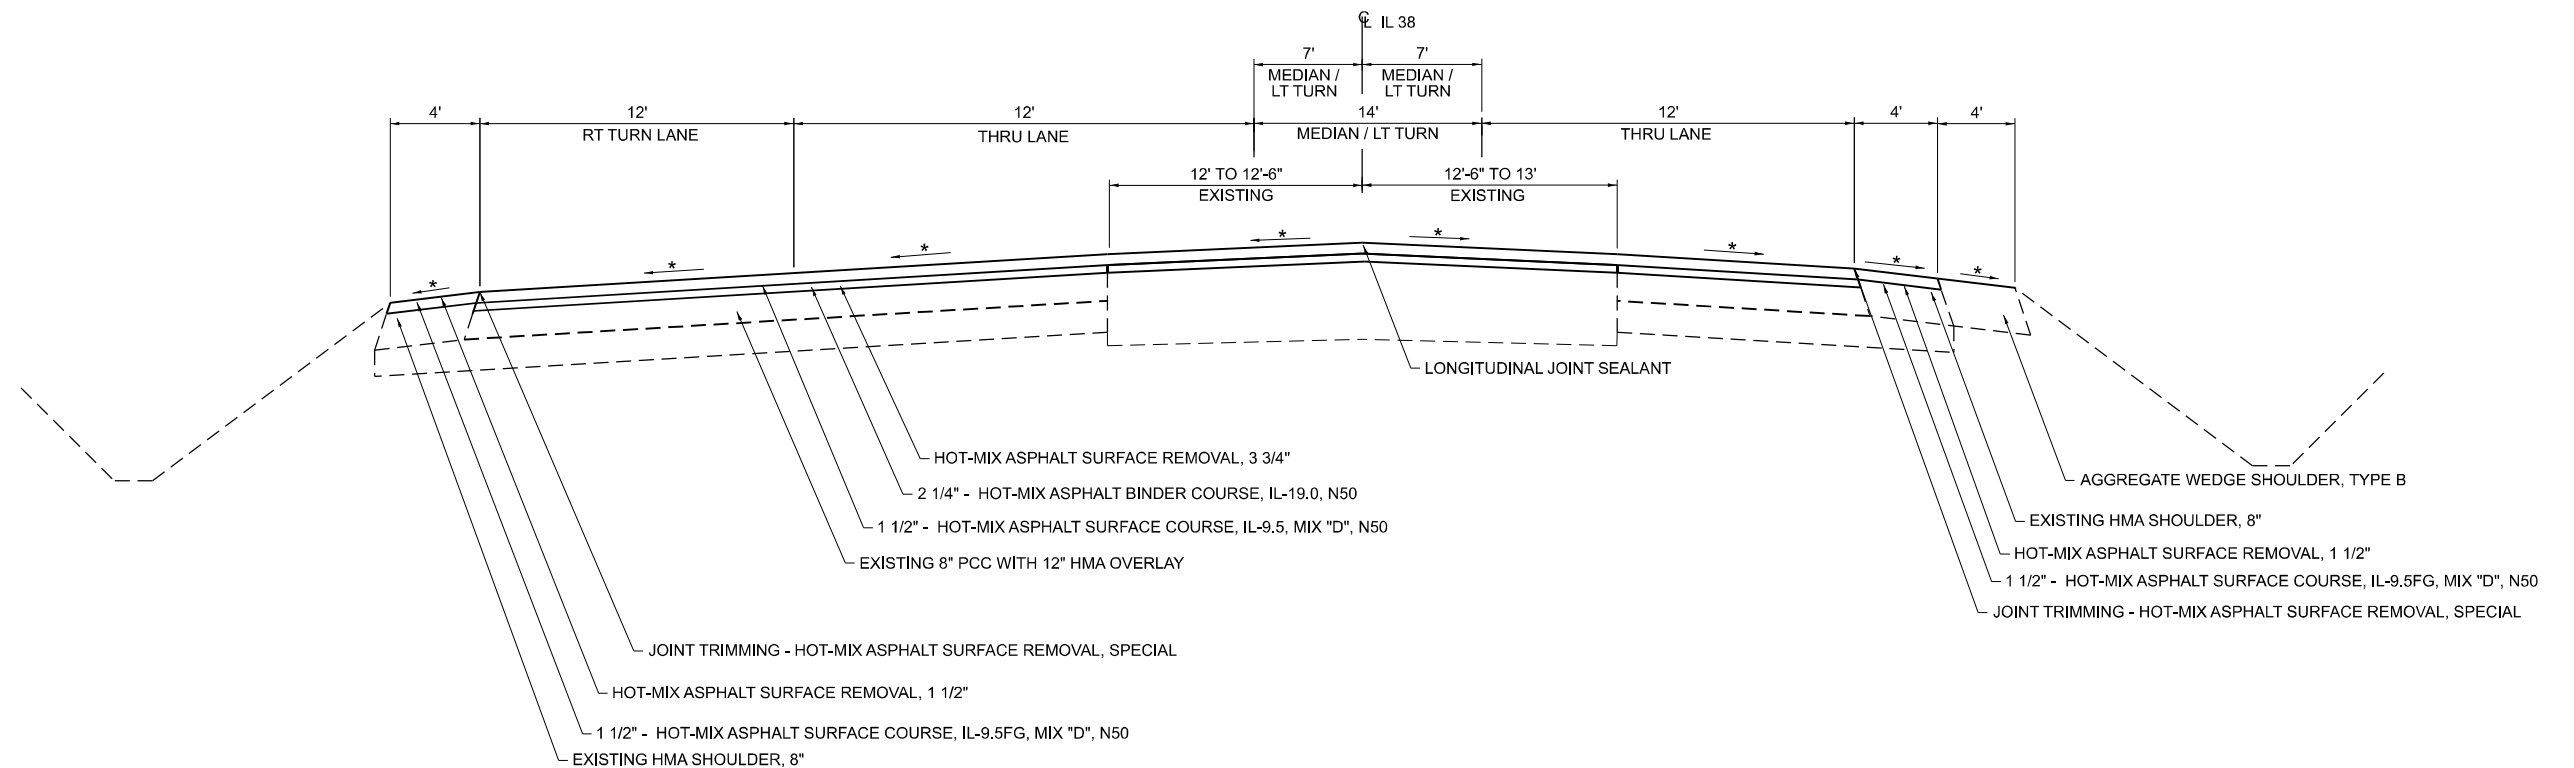 ℄ IL 38
7' 7'
MEDIAN / MEDIAN /
LT TURN LT TURN
4' 12' 12' 14' 12' 4' 4'
RT TURN LANE THRU LANE MEDIAN / LT TURN THRU LANE
12' TO 12'-6" 12'-6" TO 13'
EXISTING EXISTING
* * * * * * * *
LONGITUDINAL JOINT SEALANT
HOT-MIX ASPHALT SURFACE REMOVAL, 3 3/4"
2 1/4" - HOT-MIX ASPHALT BINDER COURSE, IL-19.0, N50
1 1/2" - HOT-MIX ASPHALT SURFACE COURSE, IL-9.5, MIX "D", N50
EXISTING 8" PCC WITH 12" HMA OVERLAY
JOINT TRIMMING - HOT-MIX ASPHALT SURFACE REMOVAL, SPECIAL
HOT-MIX ASPHALT SURFACE REMOVAL, 1 1/2"
1 1/2" - HOT-MIX ASPHALT SURFACE COURSE, IL-9.5FG, MIX "D", N50
EXISTING HMA SHOULDER, 8"
AGGREGATE WEDGE SHOULDER, TYPE B
EXISTING HMA SHOULDER, 8"
HOT-MIX ASPHALT SURFACE REMOVAL, 1 1/2"
1 1/2" - HOT-MIX ASPHALT SURFACE COURSE, IL-9.5FG, MIX "D", N50
JOINT TRIMMING - HOT-MIX ASPHALT SURFACE REMOVAL, SPECIAL